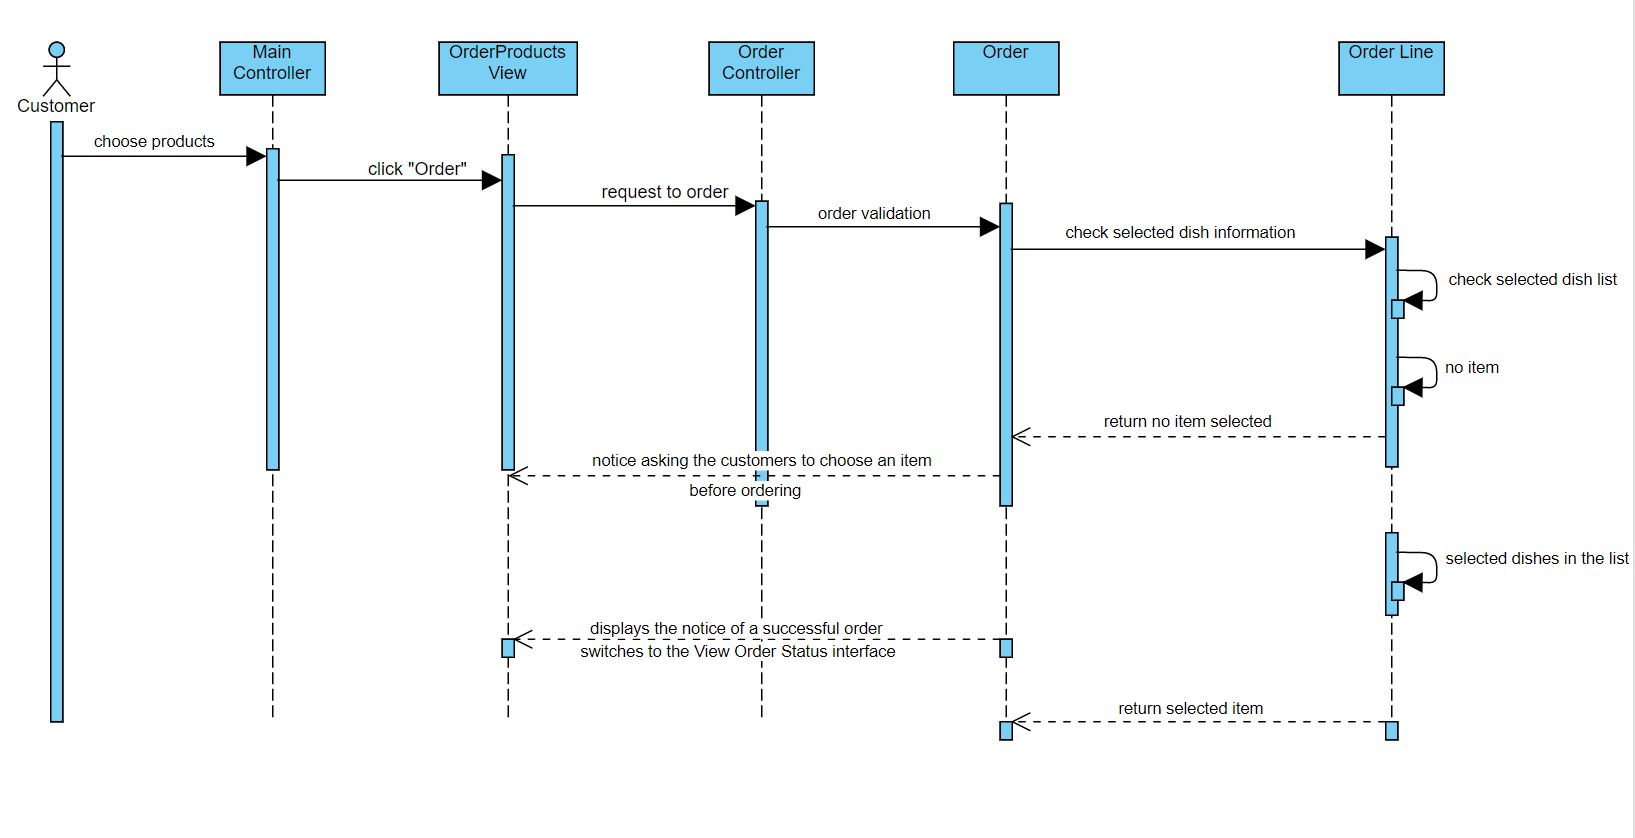 Customer
Main
Controller
OrderProducts
View
Order
Controller
Order
Order Line
choose products
click "Order"
request to order
order validation
check selected dish information
check selected dish list
no item
return no item selected
notice asking the customers to choose an item
before ordering
selected dishes in the list
displays the notice of a successful order
switches to the View Order Status interface
return selected item